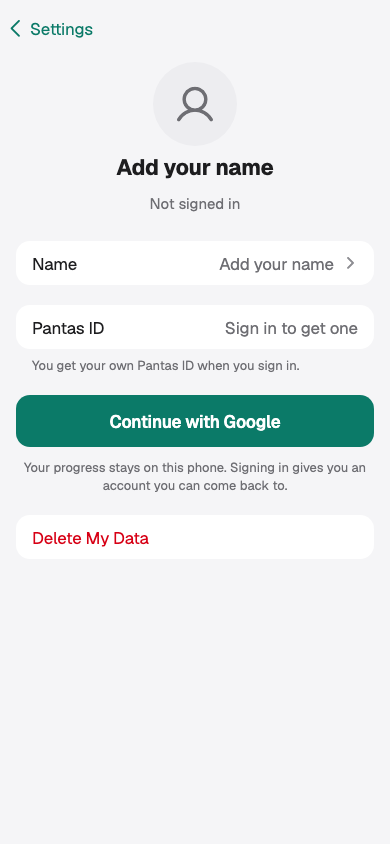 Settings
Add your name
Not signed in
Name Add your name
Pantas ID Sign in to get one
You get your own Pantas ID when you sign in.
Continue with Google
Your progress stays on this phone. Signing in gives you an
account you can come back to.
Delete My Data